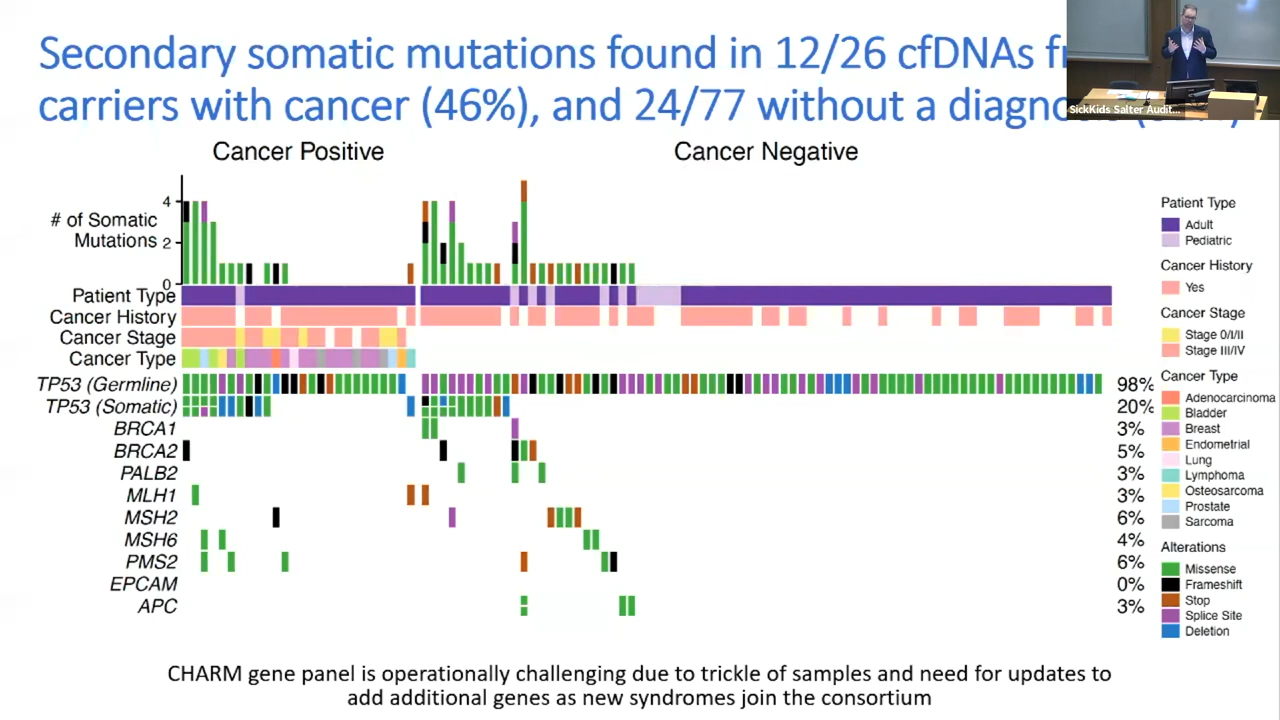 Secondary somatic mutations found in 12/26 cfDNAs
carriers with cancer (46%), and 24/77 without a
SickKids Salter Audit...
Cancer Positive
Cancer Negative
4
# of Somatic
Mutations 2
0
Patient Type
Cancer History
Cancer Stage
Cancer Type
TP53 (Germline) 98%
TP53 (Somatic) 20%
BRCA1 3%
BRCA2 5%
PALB2 3%
MLH1 3%
MSH2 6%
MSH6 4%
PMS2 6%
EPCAM 0%
APC 3%
Patient Type
Adult
Pediatric
Cancer History
Yes
Cancer Stage
Stage 0/I/II
Stage III/IV
Cancer Type
Adenocarcinoma
Bladder
Breast
Endometrial
Lung
Lymphoma
Osteosarcoma
Prostate
Sarcoma
Alterations
Missense
Frameshift
Stop
Splice Site
Deletion
CHARM gene panel is operationally challenging due to trickle of samples and need for updates to
add additional genes as new syndromes join the consortium